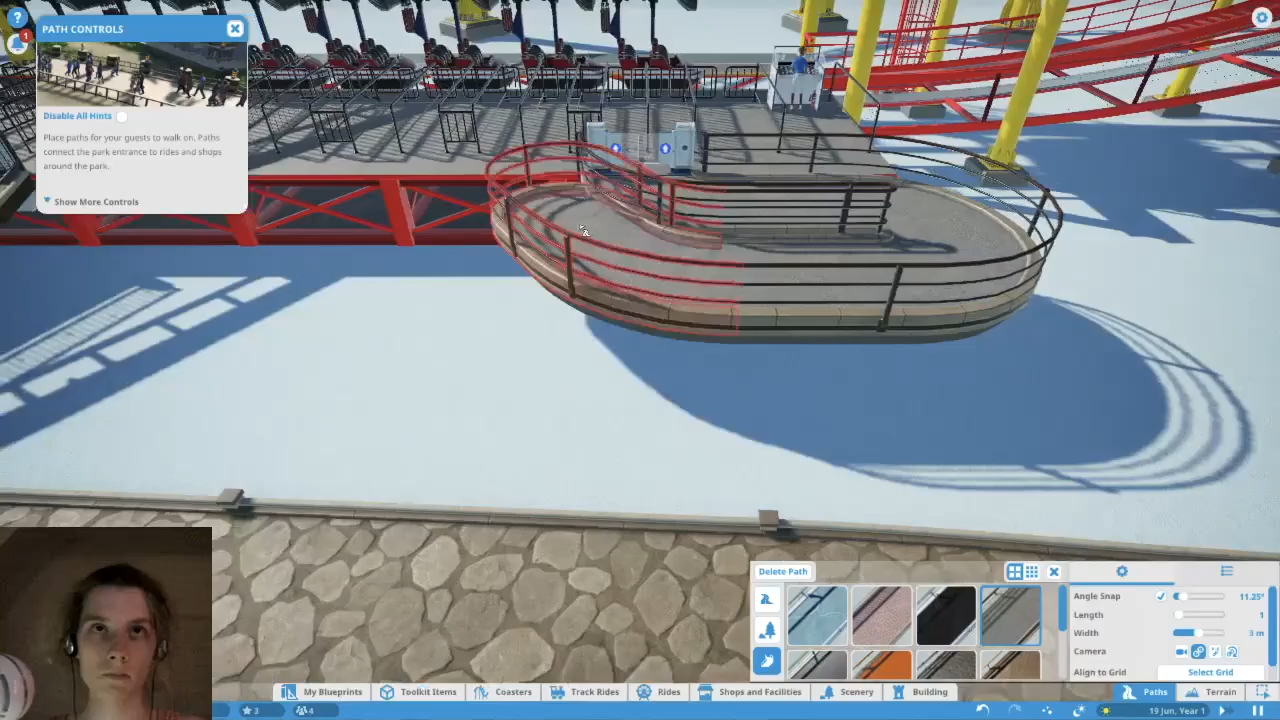 ?
1
PATH CONTROLS
Disable All Hints
Place paths for your guests to walk on. Paths
connect the park entrance to rides and shops
around the park.
Show More Controls
Delete Path
Angle Snap 11.25°
Length 1
Width 3 m
Camera
Align to Grid Select Grid
My Blueprints Toolkit Items Coasters Track Rides Rides Shops and Facilities Scenery Building Paths Terrain
3 4 19 Jun, Year 1